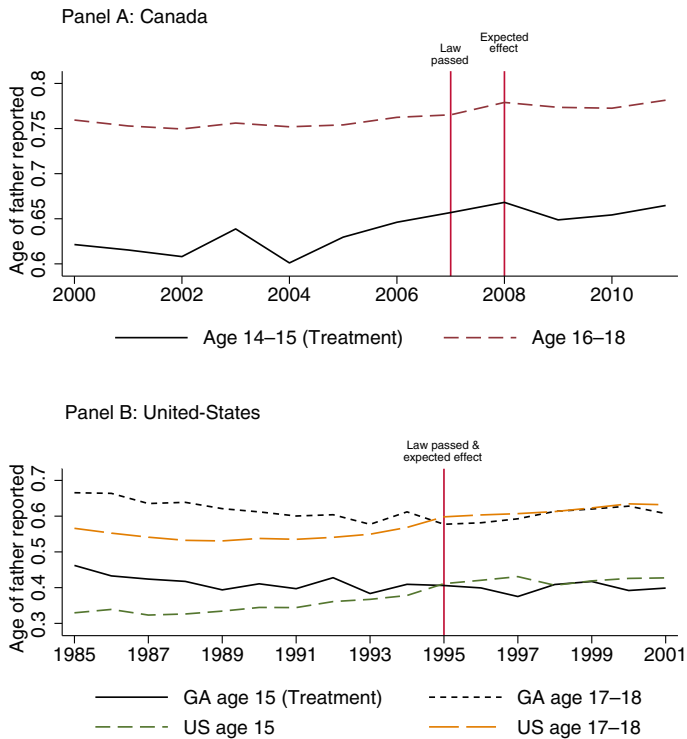 Panel A: Canada
Law
passed
Expected
effect
Age of father reported
0.8
0.75
0.7
0.65
0.6
2000 2002 2004 2006 2008 2010
Age 14–15 (Treatment) Age 16–18
Panel B: United-States
Law passed &
expected effect
Age of father reported
0.7
0.6
0.5
0.4
0.3
1985 1987 1989 1991 1993 1995 1997 1999 2001
GA age 15 (Treatment) GA age 17–18
US age 15 US age 17–18